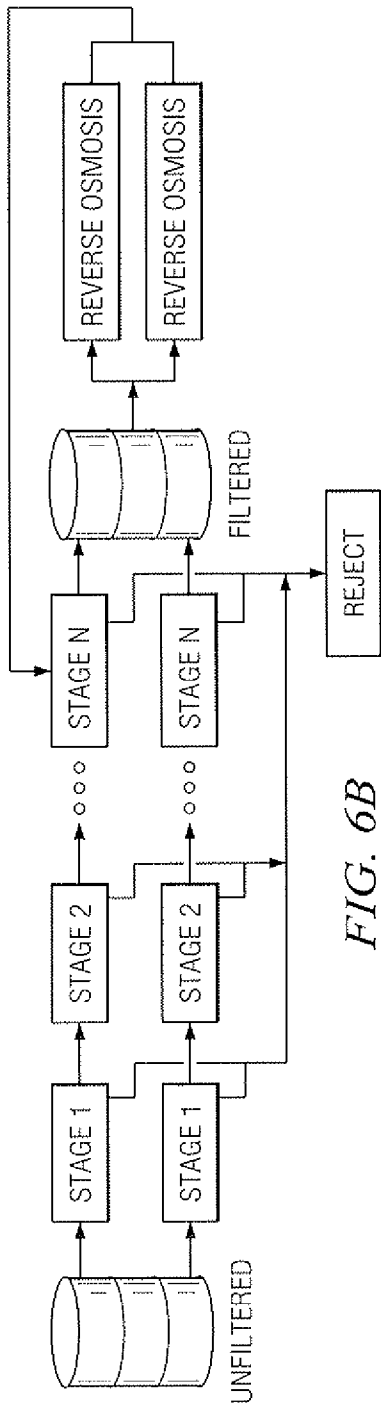 UNFILTERED
STAGE 1
STAGE 2
STAGE N
STAGE 1
STAGE 2
STAGE N
FILTERED
REVERSE OSMOSIS
REVERSE OSMOSIS
REJECT
FIG. 6B